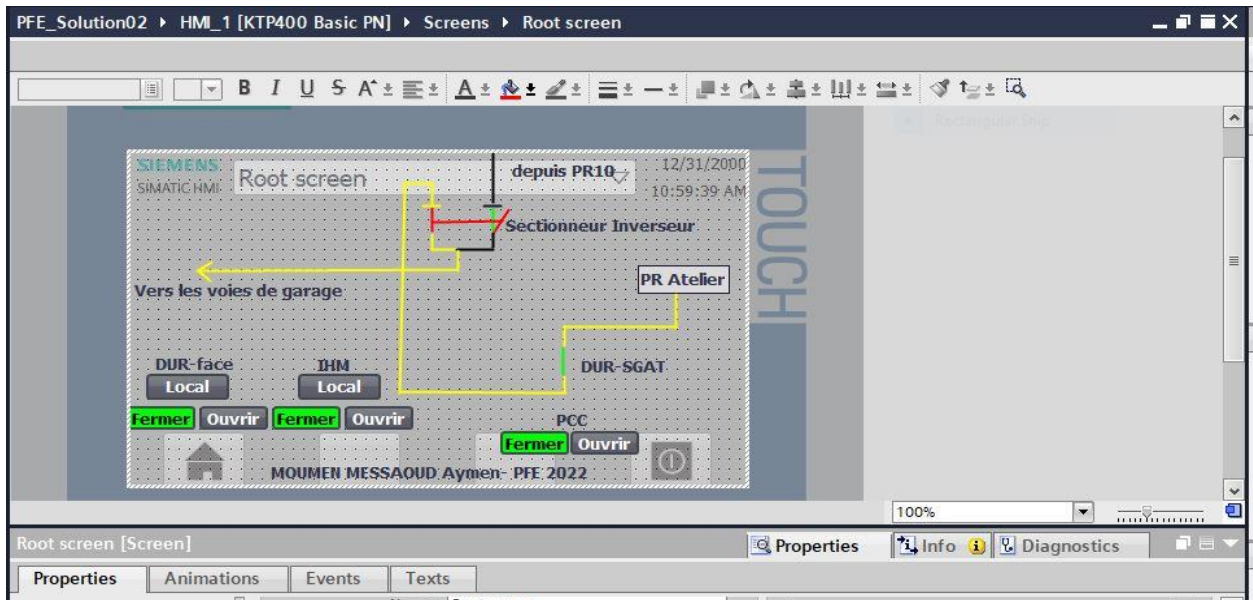 PFE_Solution02 ▸ HMI_1 [KTP400 Basic PN] ▸ Screens ▸ Root screen
B I U S A
A
SIEMENS
SIMATIC HMI
Root screen
depuis PR10
12/31/2000
10:59:39 AM
TOUCH
Sectionneur Inverseur
PR Atelier
Vers les voies de garage
DUR-face
IHM
DUR-SGAT
Local
Local
Fermer
Ouvrir
Fermer
Ouvrir
PCC
Fermer
Ouvrir
MOUMEN MESSAOUD Aymen- PFE 2022
100%
Root screen [Screen]
Properties
Info
Diagnostics
Properties
Animations
Events
Texts